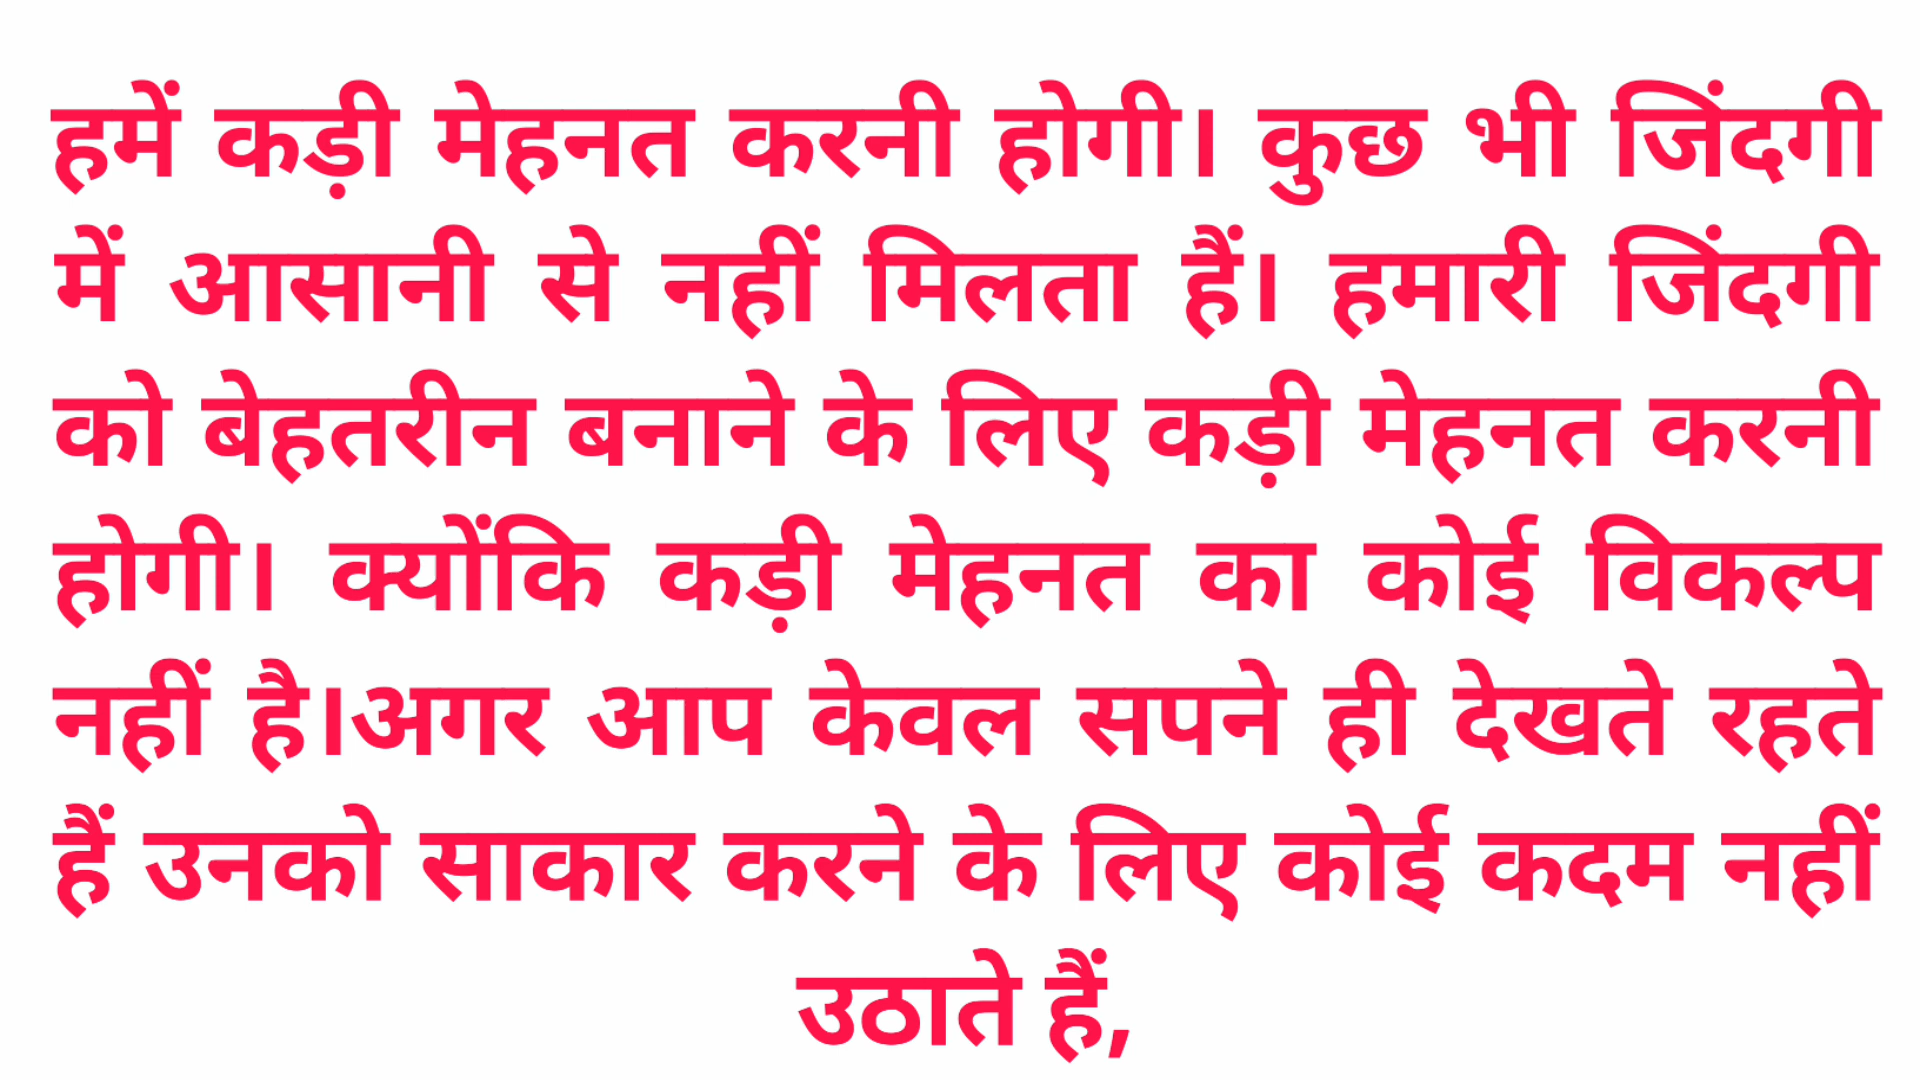 हमें कड़ी मेहनत करनी होगी। कुछ भी जिंदगी
में आसानी से नहीं मिलता हैं। हमारी जिंदगी
को बेहतरीन बनाने के लिए कड़ी मेहनत करनी
होगी। क्योंकि कड़ी मेहनत का कोई विकल्प
नहीं है।अगर आप केवल सपने ही देखते रहते
हैं उनको साकार करने के लिए कोई कदम नहीं
उठाते हैं,